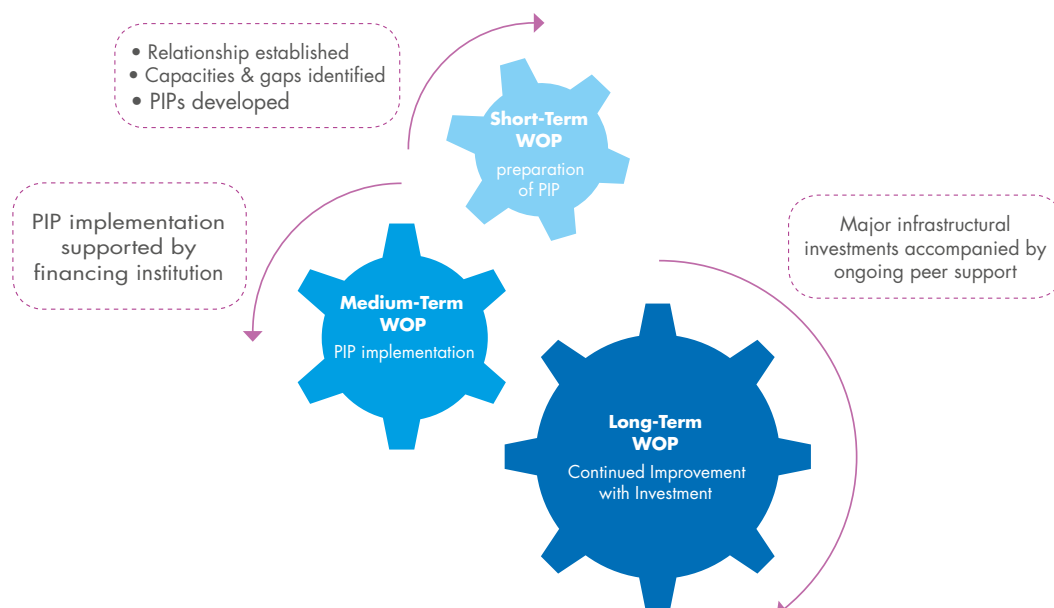 • Relationship established
• Capacities & gaps identified
• PIPs developed
Short-Term
WOP
preparation
of PIP
PIP implementation
supported by
financing institution
Medium-Term
WOP
PIP implementation
Major infrastructural
investments accompanied by
ongoing peer support
Long-Term
WOP
Continued Improvement
with Investment